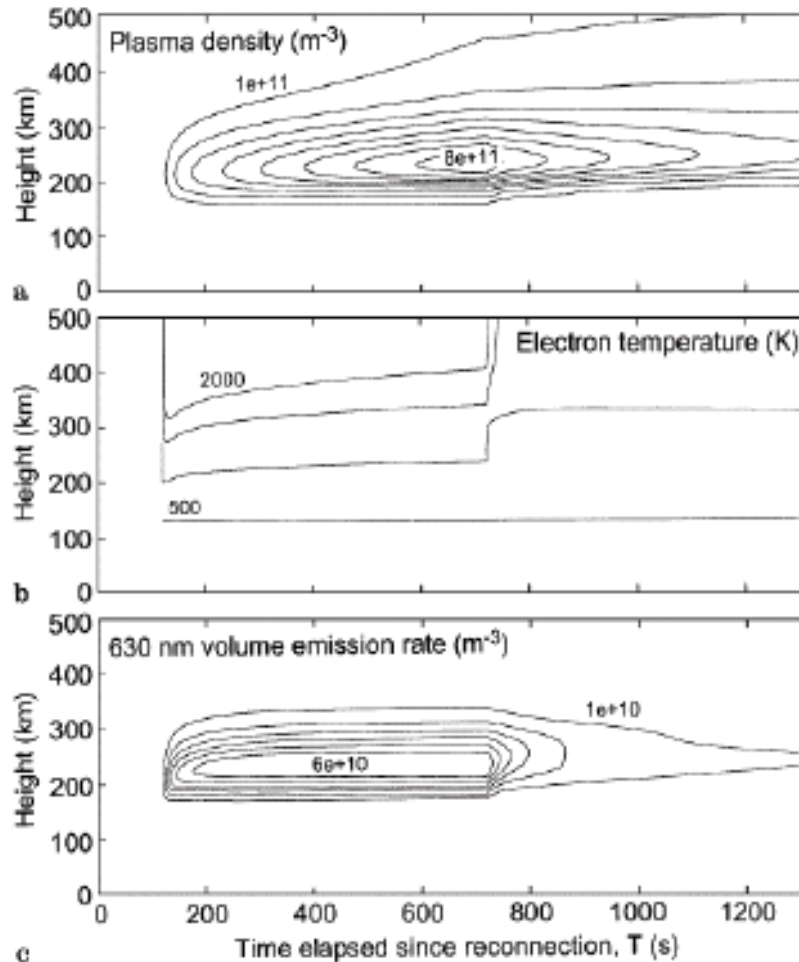 500
Plasma density (m-3)
400
1e+11
300
8e+11
200
100
0
Height (km)
a
500
Electron temperature (K)
400
2000
300
200
500
100
0
Height (km)
b
500
630 nm volume emission rate (m-3)
400
1e+10
300
6e+10
200
100
0
Height (km)
0 200 400 600 800 1000 1200
c
Time elapsed since reconnection, T (s)